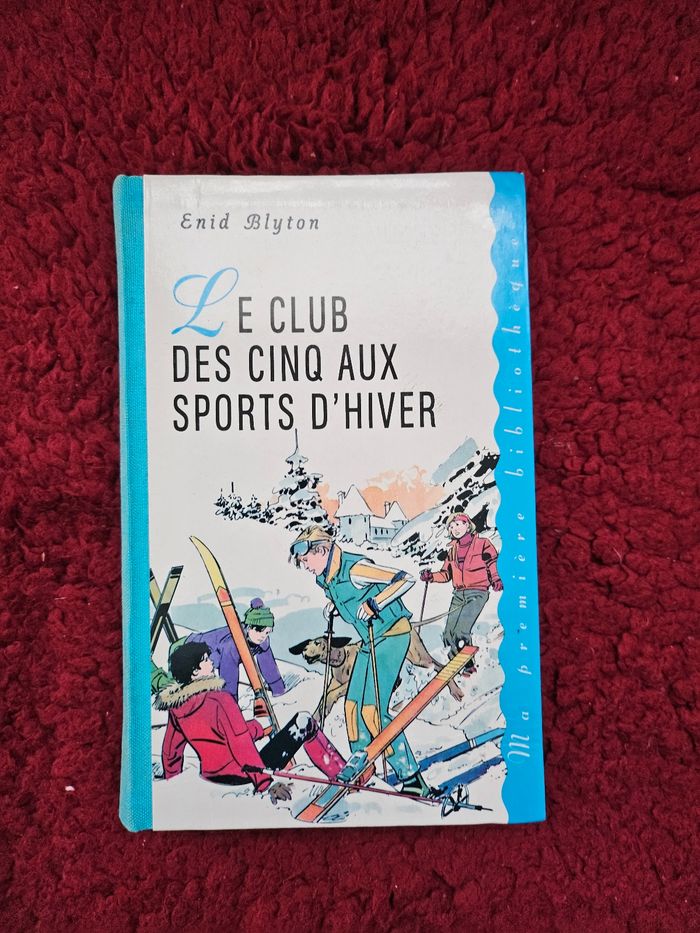 Enid Blyton
LE CLUB
DES CINQ AUX
SPORTS D'HIVER
Ma première bibliothèque